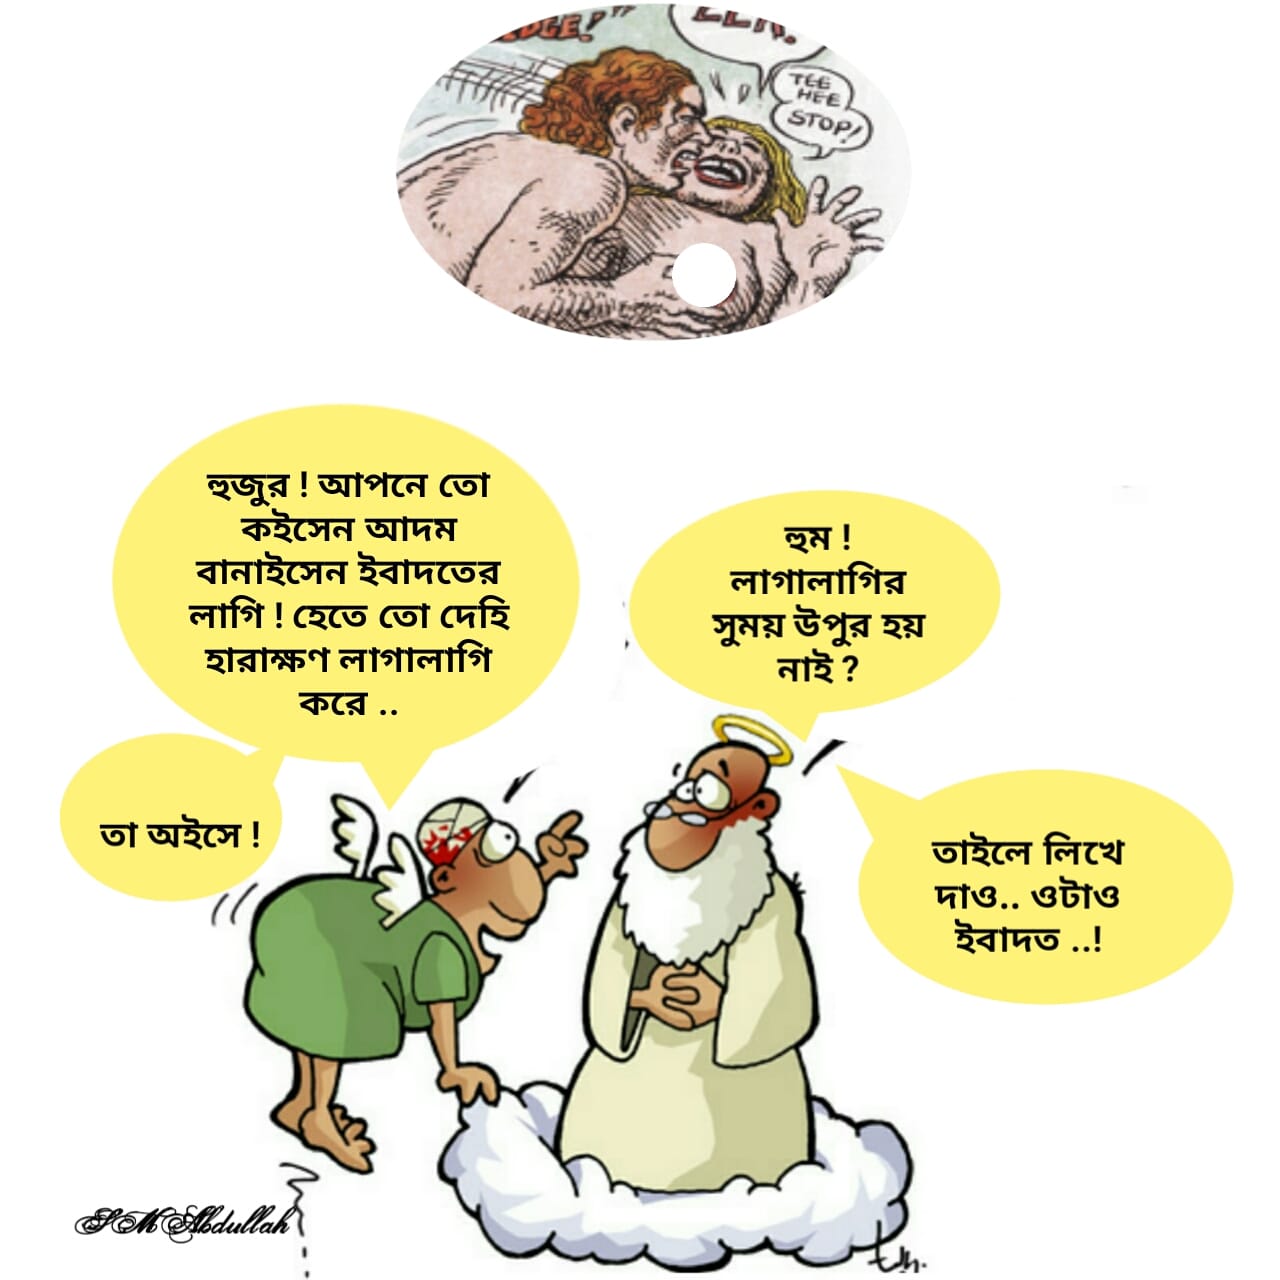 TEE
HEE
STOP!
হুজুর ! আপনে তো
কইসেন আদম
বানাইসেন ইবাদতের
লাগি ! হেতে তো দেহি
হারাক্ষণ লাগালাগি
করে ..
হুম !
লাগালাগির
সুময় উপুর হয়
নাই ?
তা অইসে !
তাইলে লিখে
দাও.. ওটাও
ইবাদত ..!
S M Abdullah